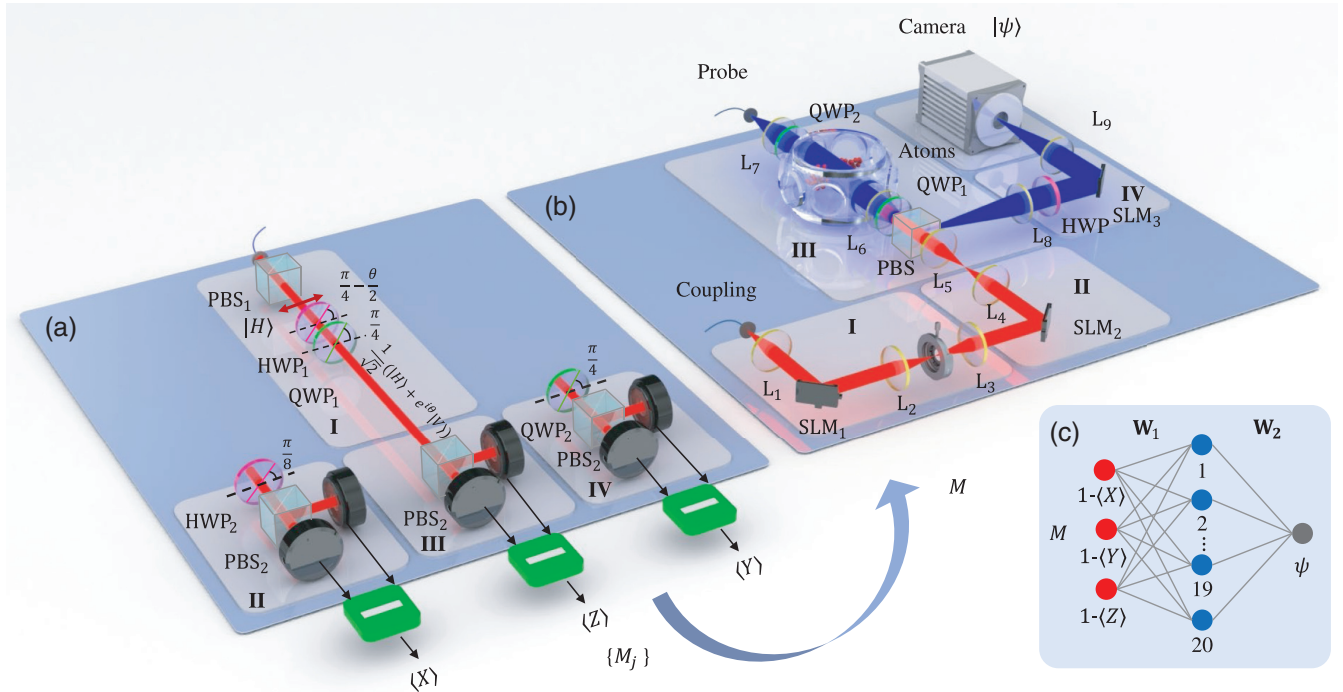 (a)
PBS₁
|H⟩
π/4 − θ/2
HWP₁
π/4
QWP₁
1/√2 (|H⟩ + e^{iθ}|V⟩)
I
π/8
HWP₂
PBS₂
II
PBS₂
III
π/4
QWP₂
PBS₂
IV
⟨X⟩
⟨Z⟩
⟨Y⟩
{M_j}
M
(b)
Probe
Camera |ψ⟩
QWP₂
L₇
Atoms
QWP₁
L₉
IV
SLM₃
HWP
L₈
L₆
III
PBS
L₅
Coupling
I
II
L₄
SLM₂
L₁
L₂
L₃
SLM₁
(c)
W₁ W₂
1
1-⟨X⟩
2
M
1-⟨Y⟩
ψ
19
1-⟨Z⟩
20